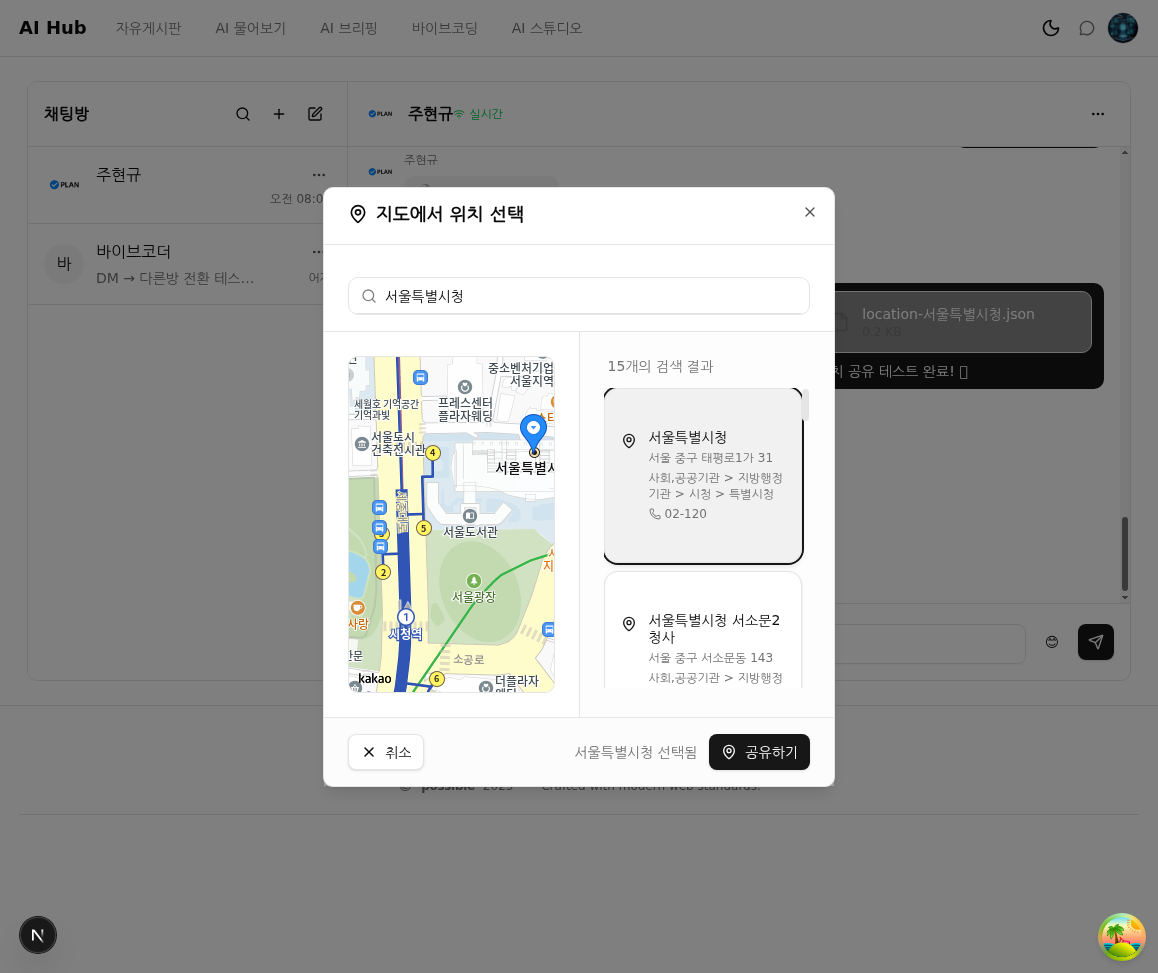 AI Hub
자유게시판
AI 물어보기
AI 브리핑
바이브코딩
AI 스튜디오
채팅방
PLAN
주현규
실시간
PLAN
주현규
오전 08:0
바
바이브코더
DM → 다른방 전환 테스...
PLAN
주현규
location-서울특별시청.json
0.2 KB
공유 테스트 완료!
지도에서 위치 선택
서울특별시청
중소벤처기업
서울지역
세월호 기억공간
기억과빛
프레스센터
플라자웨딩
서울도시
건축전시관
4
서울특별시
5
서울도서관
2
서울광장
1
시청역
사랑
소공로
kakao
6
더플라자
15개의 검색 결과
서울특별시청
서울 중구 태평로1가 31
사회,공공기관 > 지방행정
기관 > 시청 > 특별시청
02-120
서울특별시청 서소문2
청사
서울 중구 서소문동 143
사회,공공기관 > 지방행정
취소
서울특별시청 선택됨
공유하기
possible 2025
Crafted with modern web standards.
N